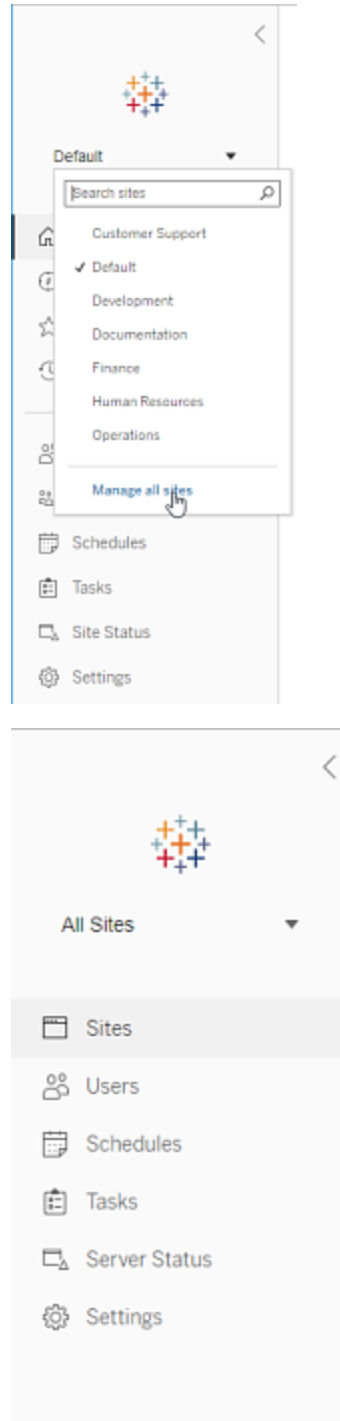 Default
Search sites
Customer Support
Default
Development
Documentation
Finance
Human Resources
Operations
Manage all sites
Schedules
Tasks
Site Status
Settings
All Sites
Sites
Users
Schedules
Tasks
Server Status
Settings